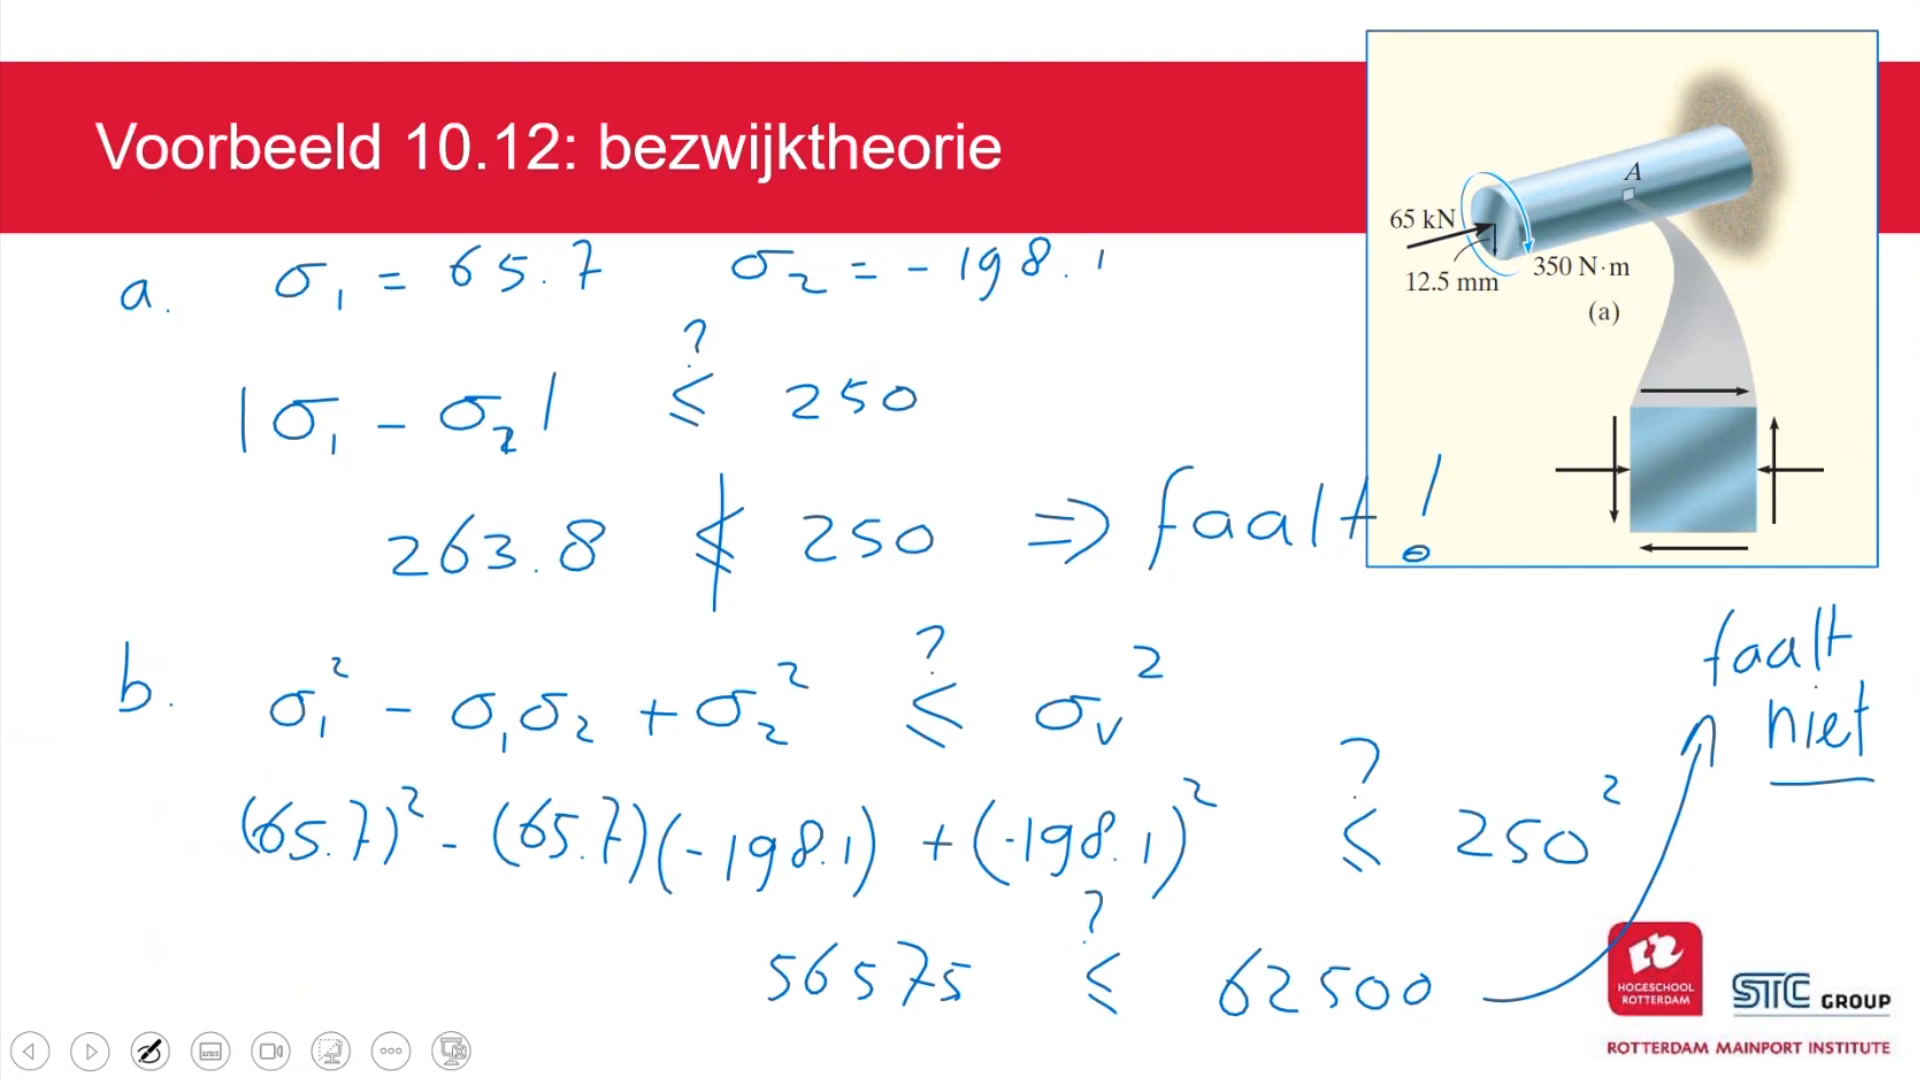 Voorbeeld 10.12: bezwijktheorie
A
65 kN
12.5 mm
350 N·m
(a)
a. σ₁ = 65.7 σ₂ = -198.1
?
|σ₁ - σ₂| ≤ 250
263.8 ≰ 250 ⇒ faalt!
b. σ₁² - σ₁σ₂ + σ₂² ≤ σᵥ²
?
faalt
niet
(65.7)² - (65.7)(-198.1) + (-198.1)² ≤ 250²
?
56575 ≤ 62500
?
HOGESCHOOL
ROTTERDAM
STC GROUP
ROTTERDAM MAINPORT INSTITUTE